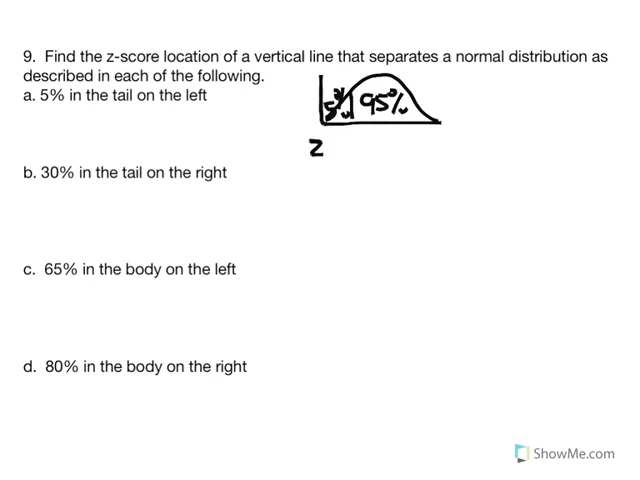 9. Find the z-score location of a vertical line that separates a normal distribution as
described in each of the following.
a. 5% in the tail on the left
5% 95%
z
b. 30% in the tail on the right
c. 65% in the body on the left
d. 80% in the body on the right
ShowMe.com